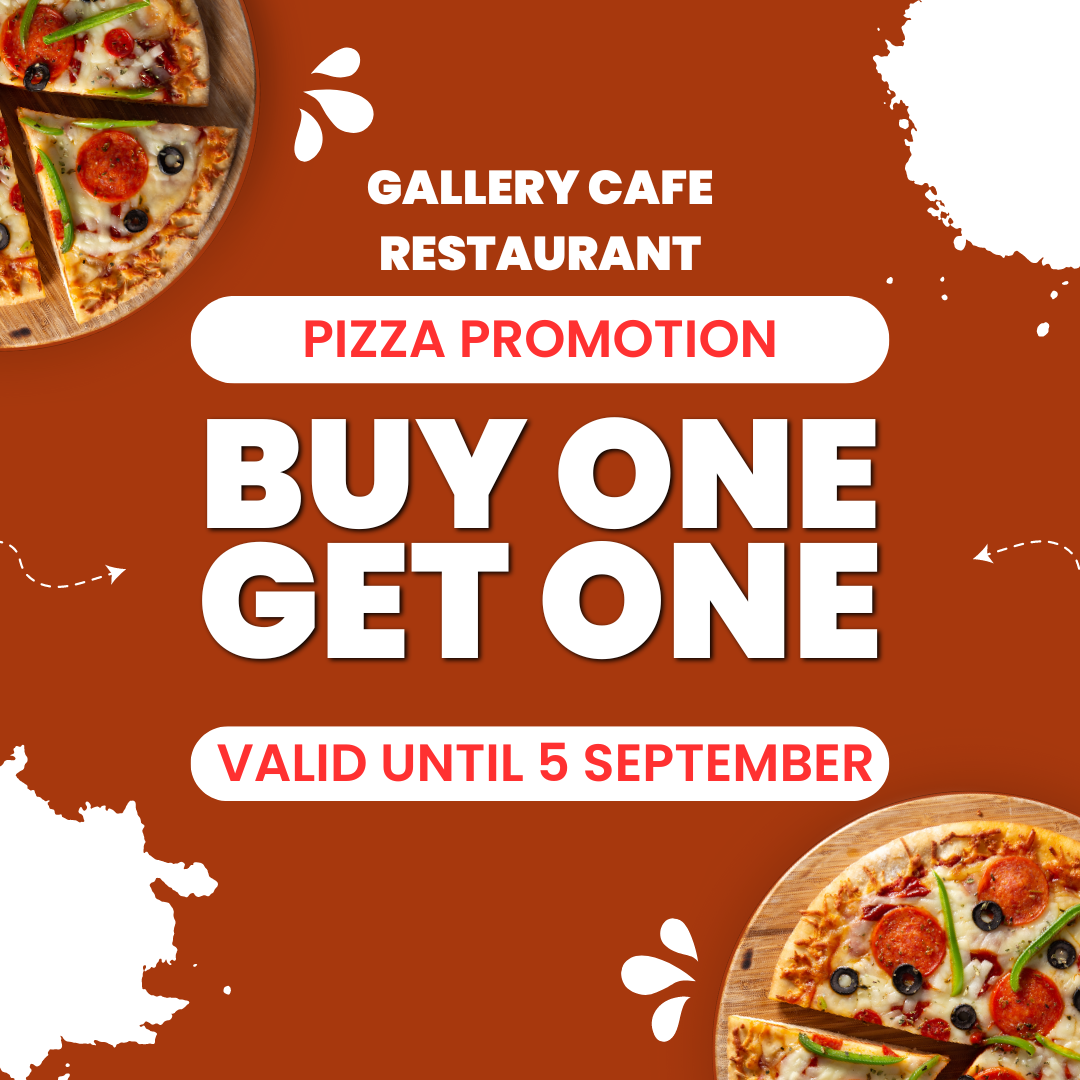 GALLERY CAFE
RESTAURANT
PIZZA PROMOTION
BUY ONE
GET ONE
VALID UNTIL 5 SEPTEMBER